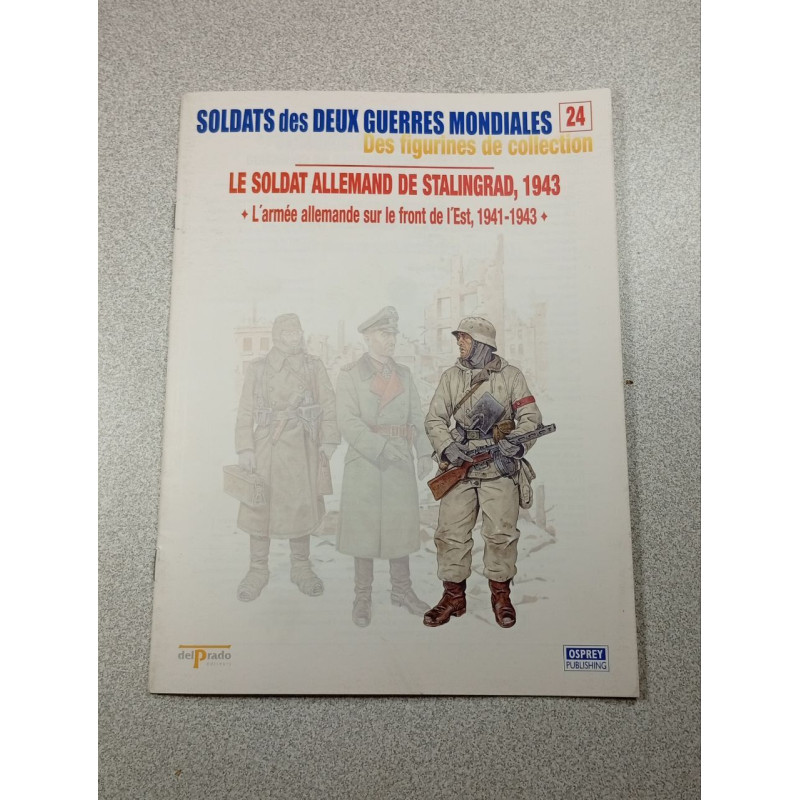 SOLDATS des DEUX GUERRES MONDIALES 24
Des figurines de collection
LE SOLDAT ALLEMAND DE STALINGRAD, 1943
✦ L'armée allemande sur le front de l'Est, 1941-1943 ✦
delPrado
OSPREY
PUBLISHING